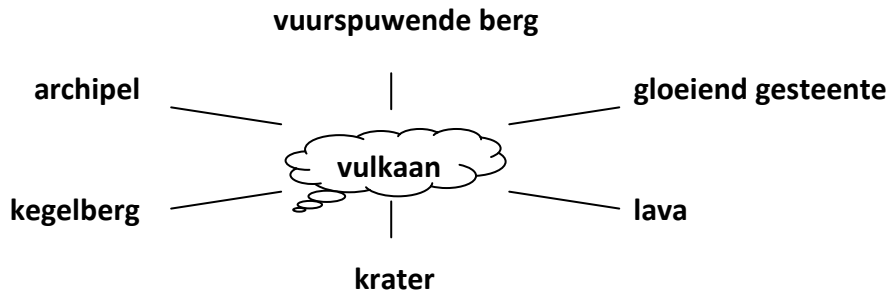 vuurspuwende berg
archipel
gloeiend gesteente
vulkaan
kegelberg
lava
krater